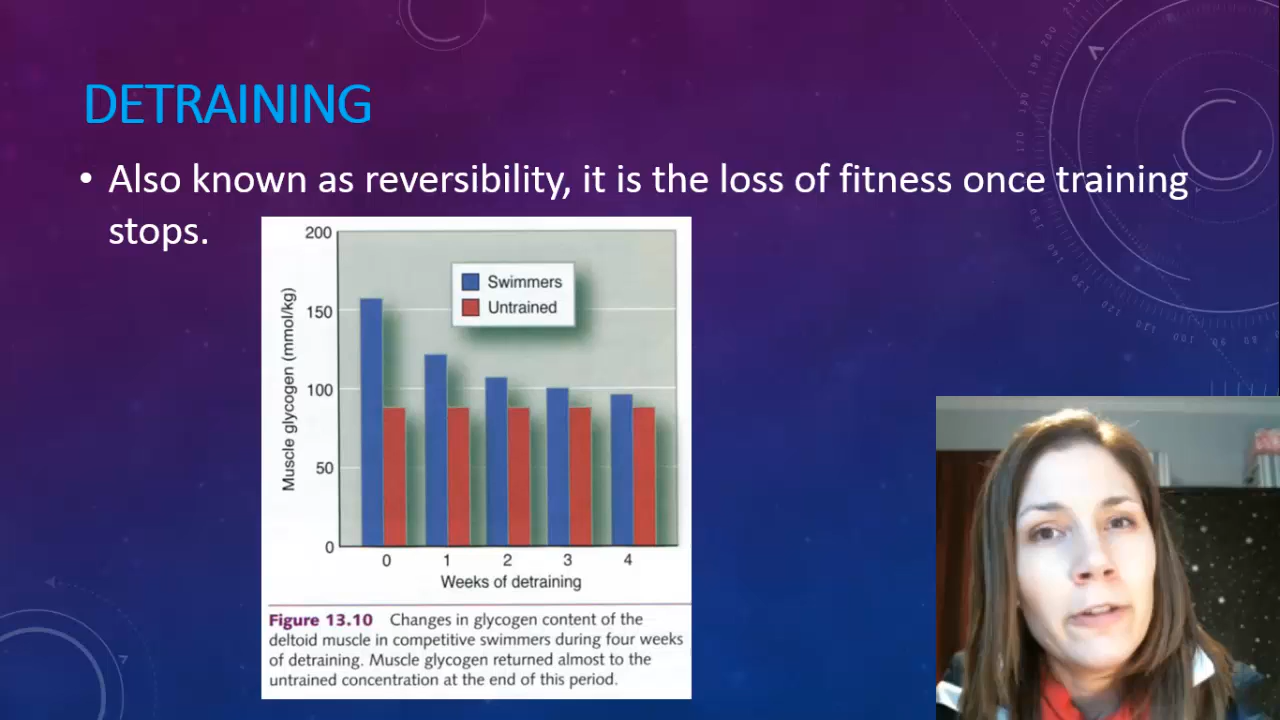 DETRAINING
• Also known as reversibility, it is the loss of fitness once training
stops.
200
150
100
50
0
Muscle glycogen (mmol/kg)
Swimmers
Untrained
0 1 2 3 4
Weeks of detraining
Figure 13.10 Changes in glycogen content of the
deltoid muscle in competitive swimmers during four weeks
of detraining. Muscle glycogen returned almost to the
untrained concentration at the end of this period.